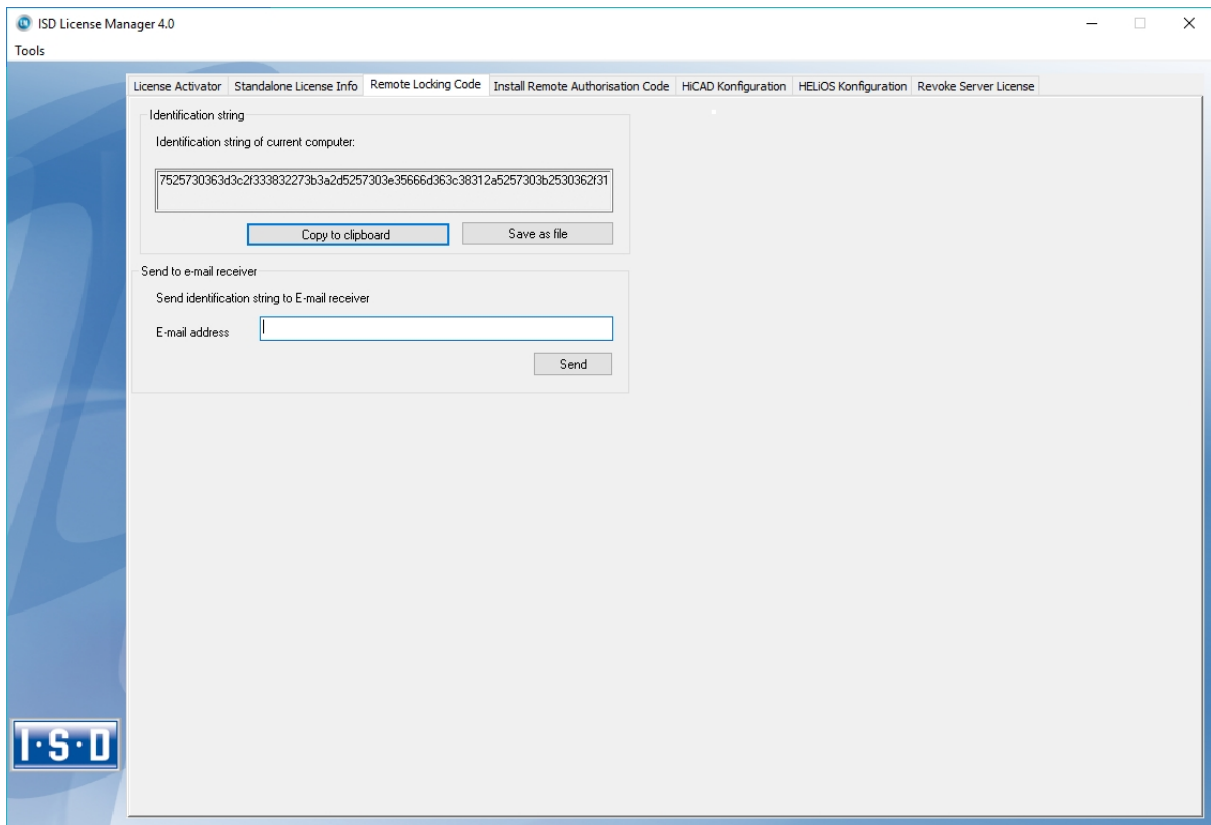 ISD License Manager 4.0
Tools
License Activator Standalone License Info Remote Locking Code Install Remote Authorisation Code HiCAD Konfiguration HELiOS Konfiguration Revoke Server License
Identification string
Identification string of current computer:
7525730363d3c2f333832273b3a2d5257303e35666d363c38312a5257303b2530362f31
Copy to clipboard Save as file
Send to e-mail receiver
Send identification string to E-mail receiver
E-mail address
Send
I·S·D